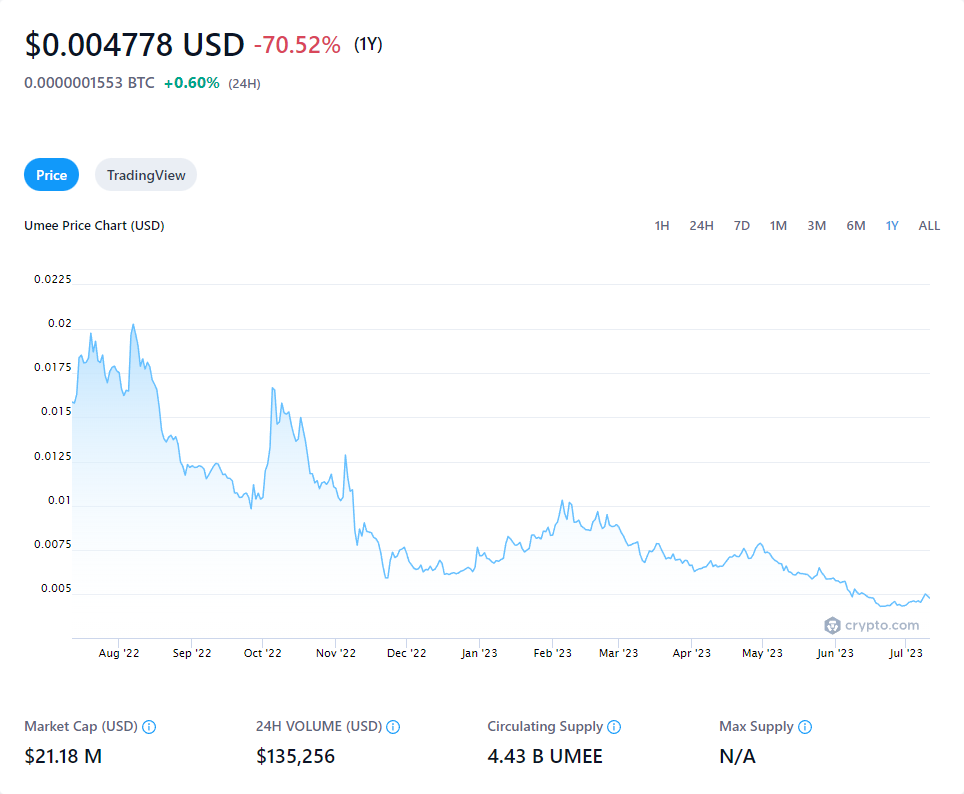 $0.004778 USD -70.52% (1Y)
0.0000001553 BTC +0.60% (24H)
Price TradingView
Umee Price Chart (USD) 1H 24H 7D 1M 3M 6M 1Y ALL
0.0225
0.02
0.0175
0.015
0.0125
0.01
0.0075
0.005
crypto.com
Aug '22 Sep '22 Oct '22 Nov '22 Dec '22 Jan '23 Feb '23 Mar '23 Apr '23 May '23 Jun '23 Jul '23
Market Cap (USD) 24H VOLUME (USD) Circulating Supply Max Supply
$21.18 M $135,256 4.43 B UMEE N/A